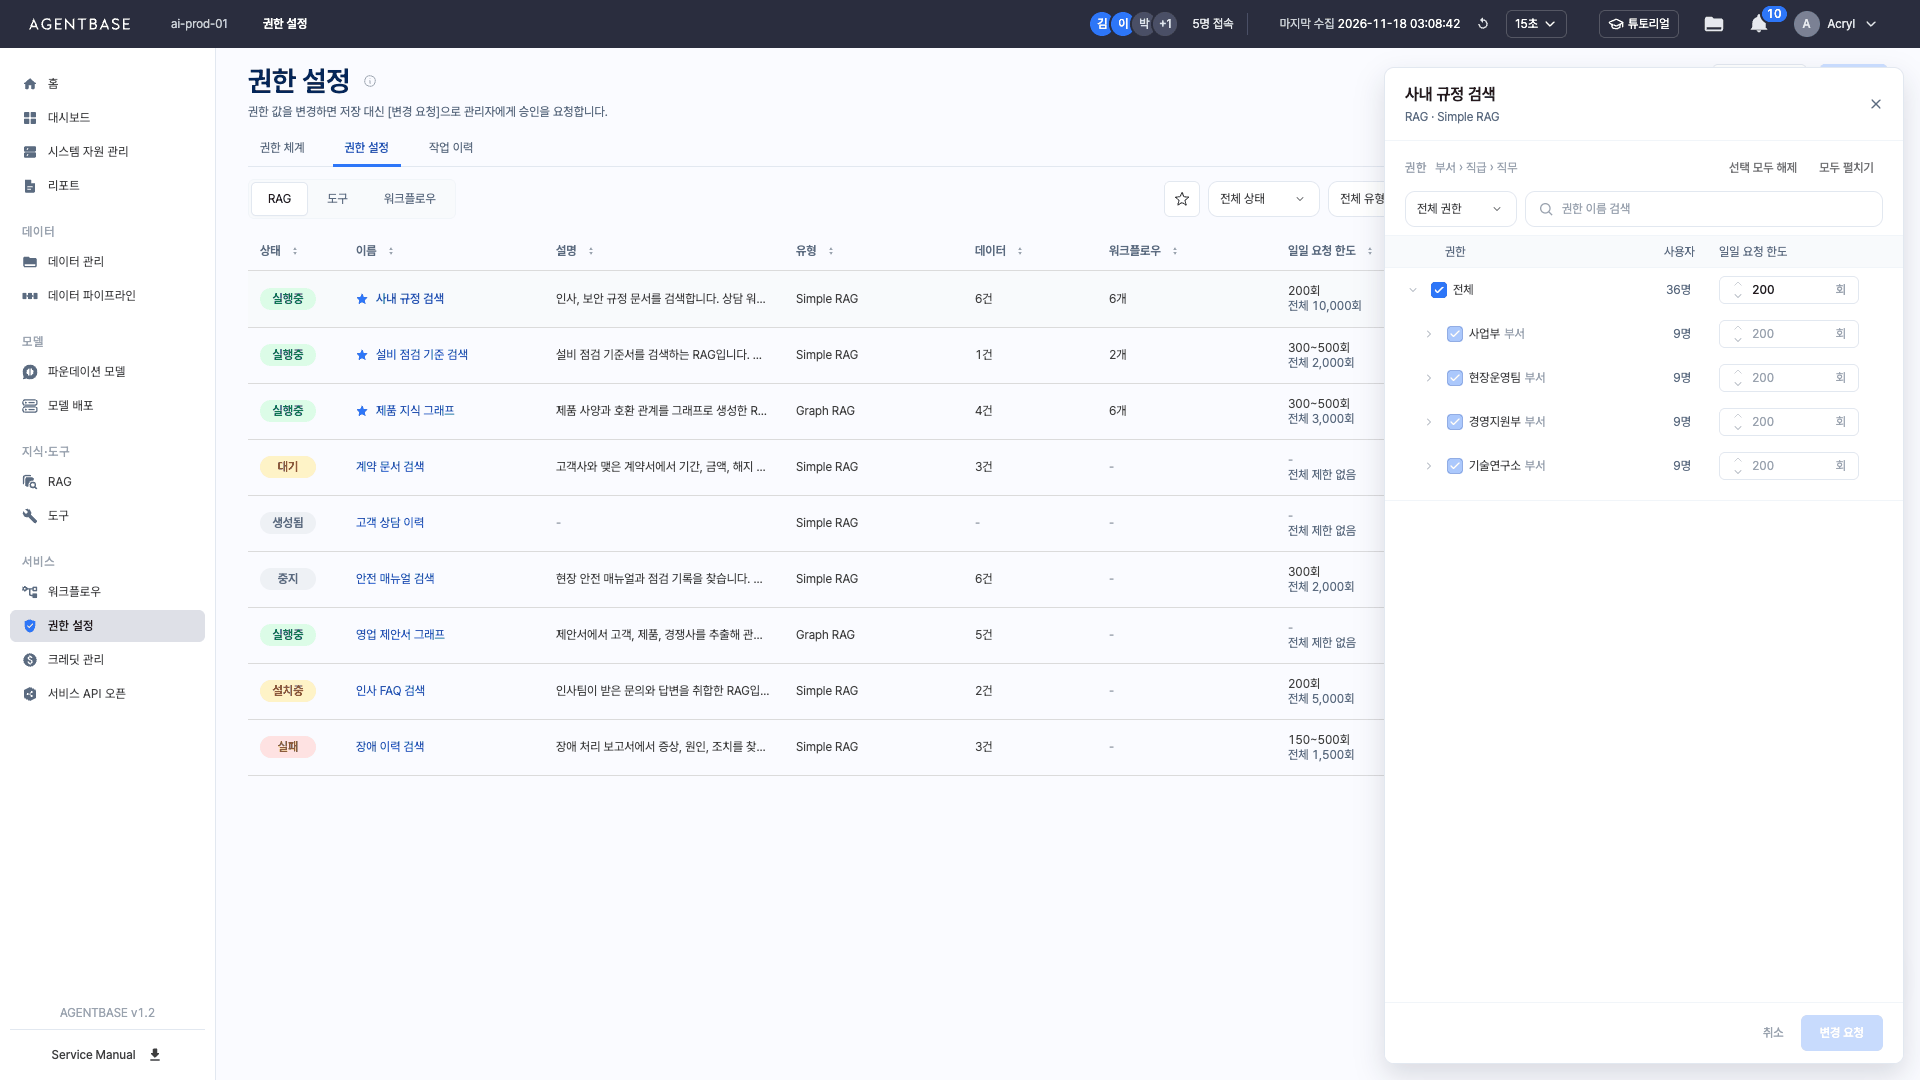 AGENTBASE
ai-prod-01
권한 설정
김 이 박 +1 5명 접속
마지막 수집 2026-11-18 03:08:42
15초
튜토리얼
10
A Acryl
홈
대시보드
시스템 자원 관리
리포트
데이터
데이터 관리
데이터 파이프라인
모델
파운데이션 모델
모델 배포
지식·도구
RAG
도구
서비스
워크플로우
권한 설정
크레딧 관리
서비스 API 오픈
AGENTBASE v1.2
Service Manual
권한 설정
권한 값을 변경하면 저장 대신 [변경 요청]으로 관리자에게 승인을 요청합니다.
권한 체계 권한 설정 작업 이력
RAG 도구 워크플로우
전체 상태 전체 유형
상태 이름 설명 유형 데이터 워크플로우 일일 요청 한도
실행중 사내 규정 검색 인사, 보안 규정 문서를 검색합니다. 상담 워... Simple RAG 6건 6개 200회
전체 10,000회
실행중 설비 점검 기준 검색 설비 점검 기준서를 검색하는 RAG입니다. ... Simple RAG 1건 2개 300~500회
전체 2,000회
실행중 제품 지식 그래프 제품 사양과 호환 관계를 그래프로 생성한 R... Graph RAG 4건 6개 300~500회
전체 3,000회
대기 계약 문서 검색 고객사와 맺은 계약서에서 기간, 금액, 해지 ... Simple RAG 3건 - -
전체 제한 없음
생성됨 고객 상담 이력 - Simple RAG - - -
전체 제한 없음
중지 안전 매뉴얼 검색 현장 안전 매뉴얼과 점검 기록을 찾습니다. ... Simple RAG 6건 - 300회
전체 2,000회
실행중 영업 제안서 그래프 제안서에서 고객, 제품, 경쟁사를 추출해 관... Graph RAG 5건 - -
전체 제한 없음
설치중 인사 FAQ 검색 인사팀이 받은 문의와 답변을 취합한 RAG입... Simple RAG 2건 - 200회
전체 5,000회
실패 장애 이력 검색 장애 처리 보고서에서 증상, 원인, 조치를 찾... Simple RAG 3건 - 150~500회
전체 1,500회
사내 규정 검색
RAG · Simple RAG
권한 부서 › 직급 › 직무 선택 모두 해제 모두 펼치기
전체 권한 권한 이름 검색
권한 사용자 일일 요청 한도
전체 36명 200 회
사업부 부서 9명 200 회
현장운영팀 부서 9명 200 회
경영지원부 부서 9명 200 회
기술연구소 부서 9명 200 회
취소 변경 요청